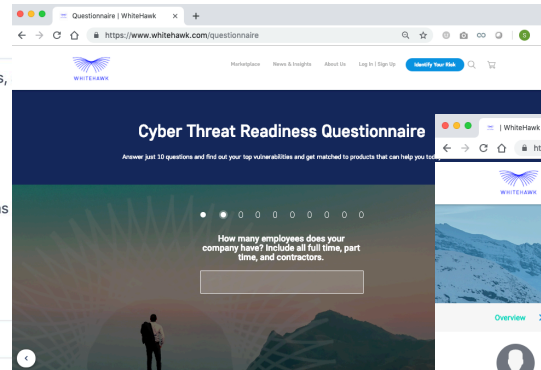 Questionnaire | WhiteHawk
https://www.whitehawk.com/questionnaire
WHITEHAWK
Marketplace News & Insights About Us Log In | Sign Up Identify Your Risk
Cyber Threat Readiness Questionnaire
Answer just 10 questions and find out your top vulnerabilities and get matched to products that can help you
How many employees does your
company have? Include all full time, part
time, and contractors.
| WhiteHawk
WHITEHAWK
Overview